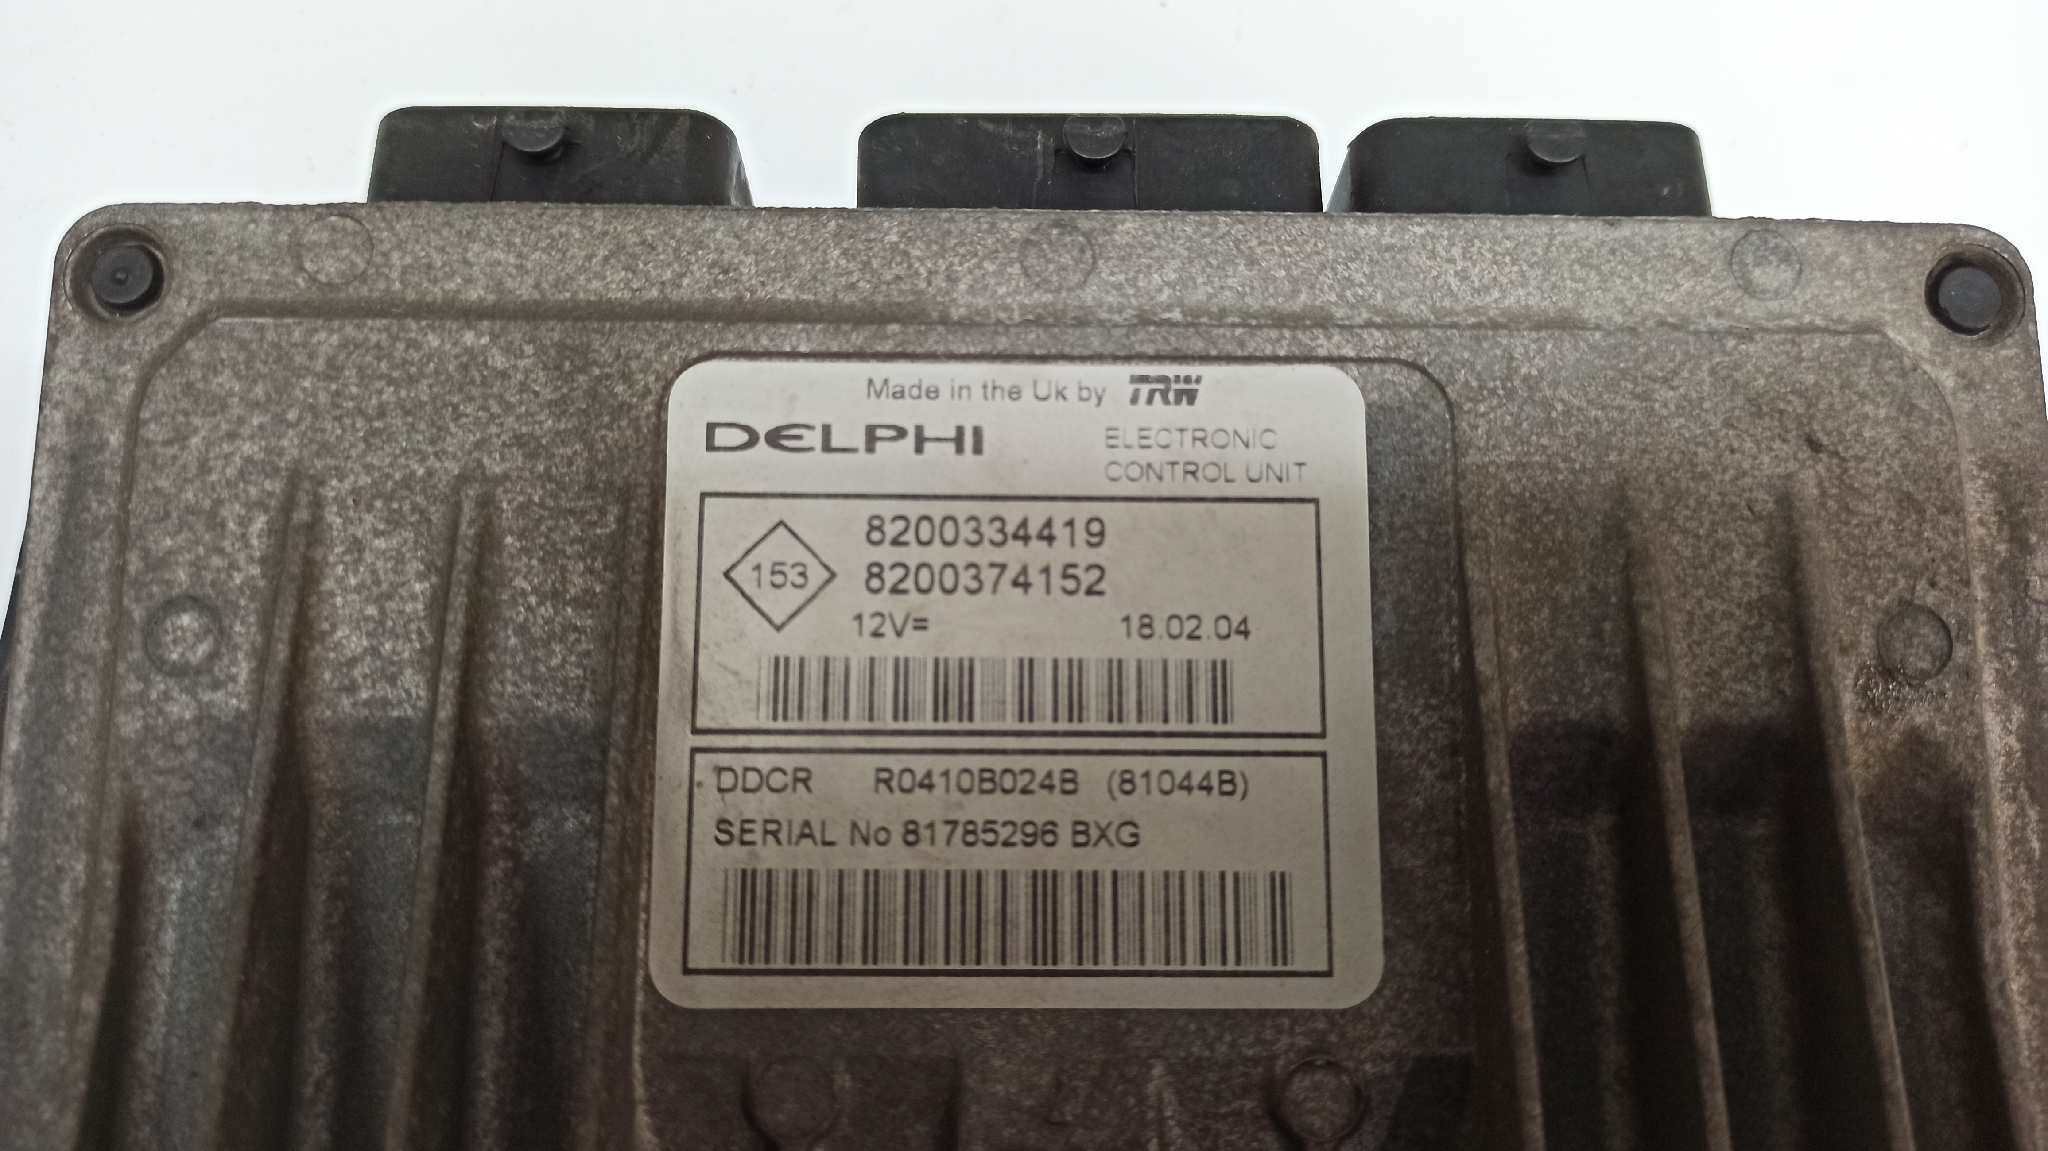 Made in the Uk by TRW
DELPHI
ELECTRONIC
CONTROL UNIT
153
8200334419
8200374152
12V=
18.02.04
DDCR R0410B024B (81044B)
SERIAL No 81785296 BXG